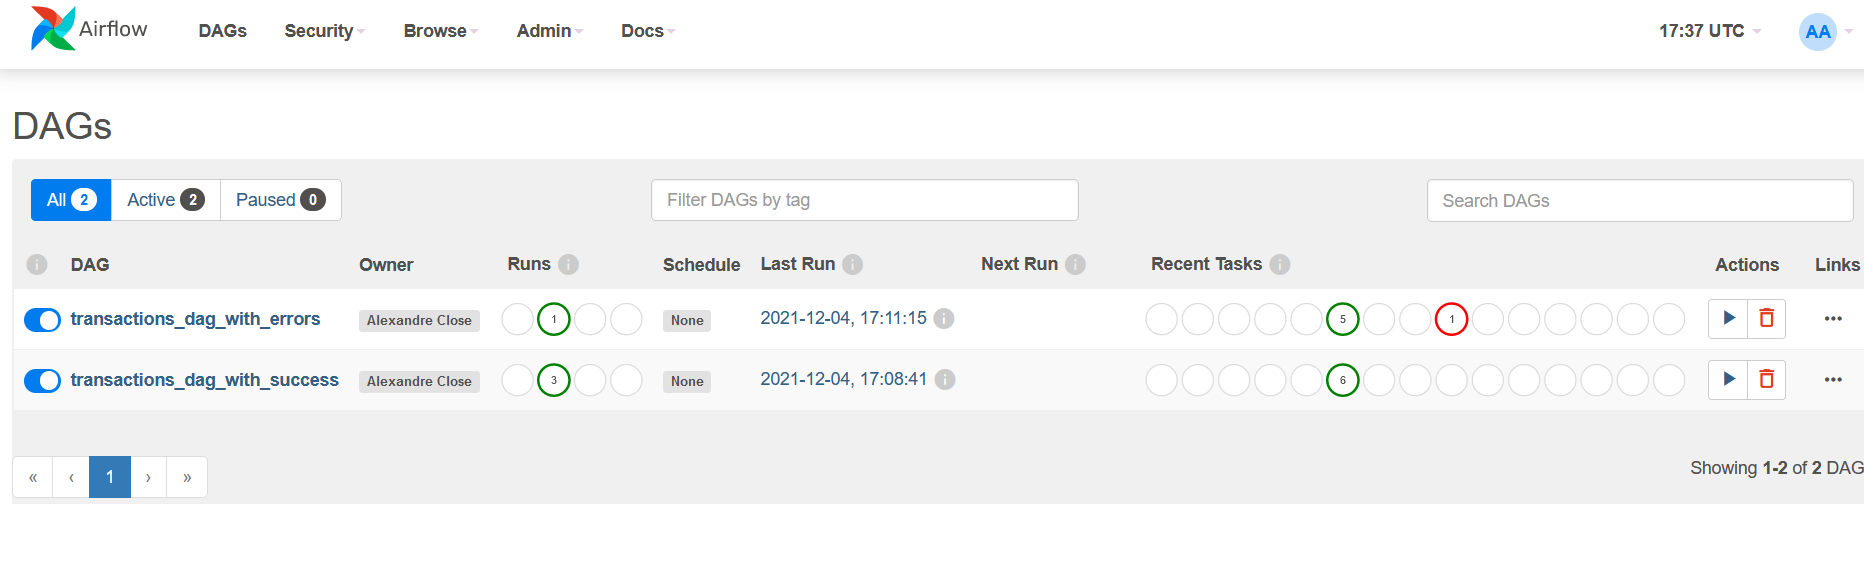 Airflow DAGs Security Browse Admin Docs 17:37 UTC AA
DAGs
All 2 Active 2 Paused 0 Filter DAGs by tag Search DAGs
i DAG Owner Runs i Schedule Last Run i Next Run i Recent Tasks i Actions Links
transactions_dag_with_errors Alexandre Close 1 None 2021-12-04, 17:11:15 i 5 1 ...
transactions_dag_with_success Alexandre Close 3 None 2021-12-04, 17:08:41 i 6 ...
« ‹ 1 › » Showing 1-2 of 2 DAG